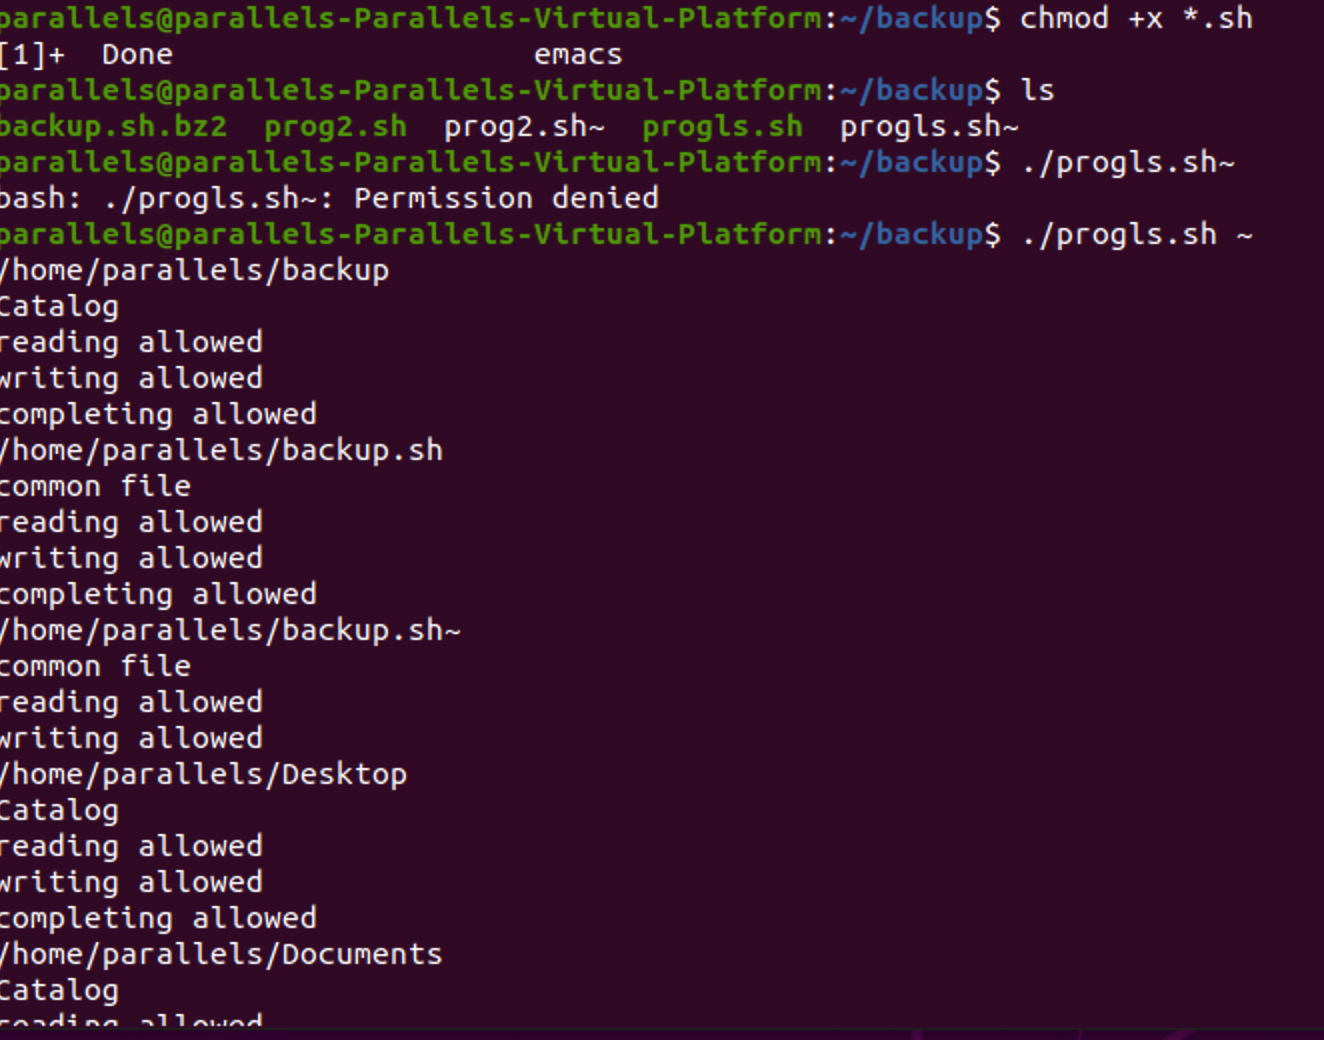 parallels@parallels-Parallels-Virtual-Platform:~/backup$ chmod +x *.sh
[1]+  Done                    emacs
parallels@parallels-Parallels-Virtual-Platform:~/backup$ ls
backup.sh.bz2  prog2.sh  prog2.sh~  progls.sh  progls.sh~
parallels@parallels-Parallels-Virtual-Platform:~/backup$ ./progls.sh~
bash: ./progls.sh~: Permission denied
parallels@parallels-Parallels-Virtual-Platform:~/backup$ ./progls.sh ~
/home/parallels/backup
Catalog
reading allowed
writing allowed
completing allowed
/home/parallels/backup.sh
common file
reading allowed
writing allowed
completing allowed
/home/parallels/backup.sh~
common file
reading allowed
writing allowed
/home/parallels/Desktop
Catalog
reading allowed
writing allowed
completing allowed
/home/parallels/Documents
Catalog
reading allowed